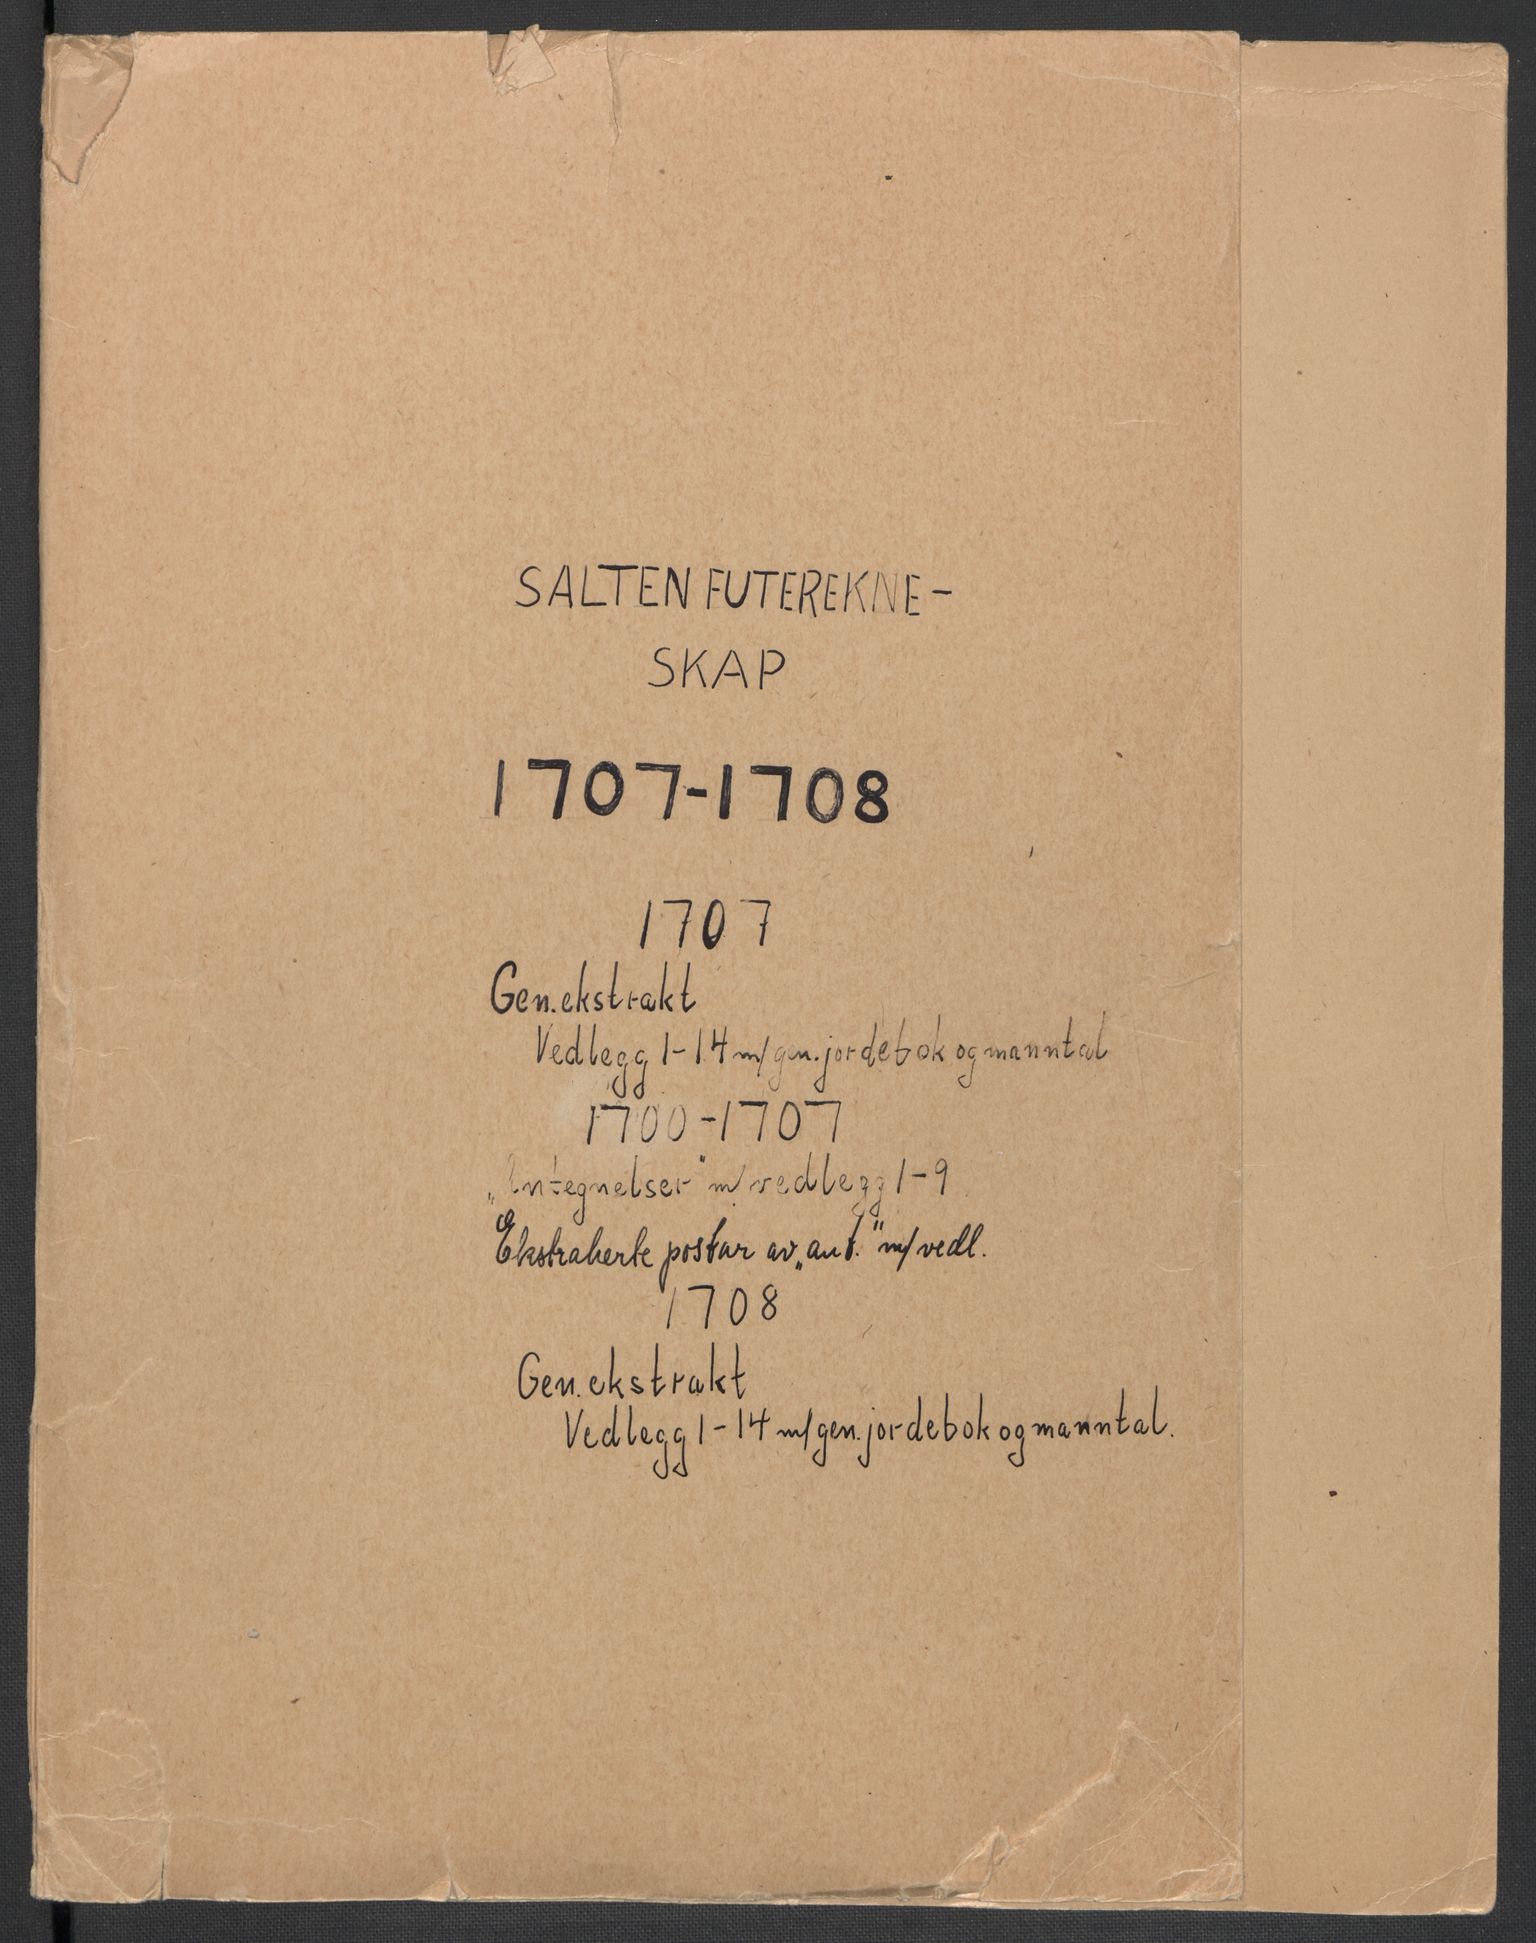 SALTEN FUTEREKNE-
SKAP
1707-1708
1707
Gen.ekstrakt
Vedlegg 1-14 m/gen.jordebok og manntal
1700-1707
„Antegnelser" m/vedlegg 1-9
Ekstraherte postar av „ant." m/vedl.
1708
Gen.ekstrakt
Vedlegg 1-14 m/gen.jordebok og manntal.